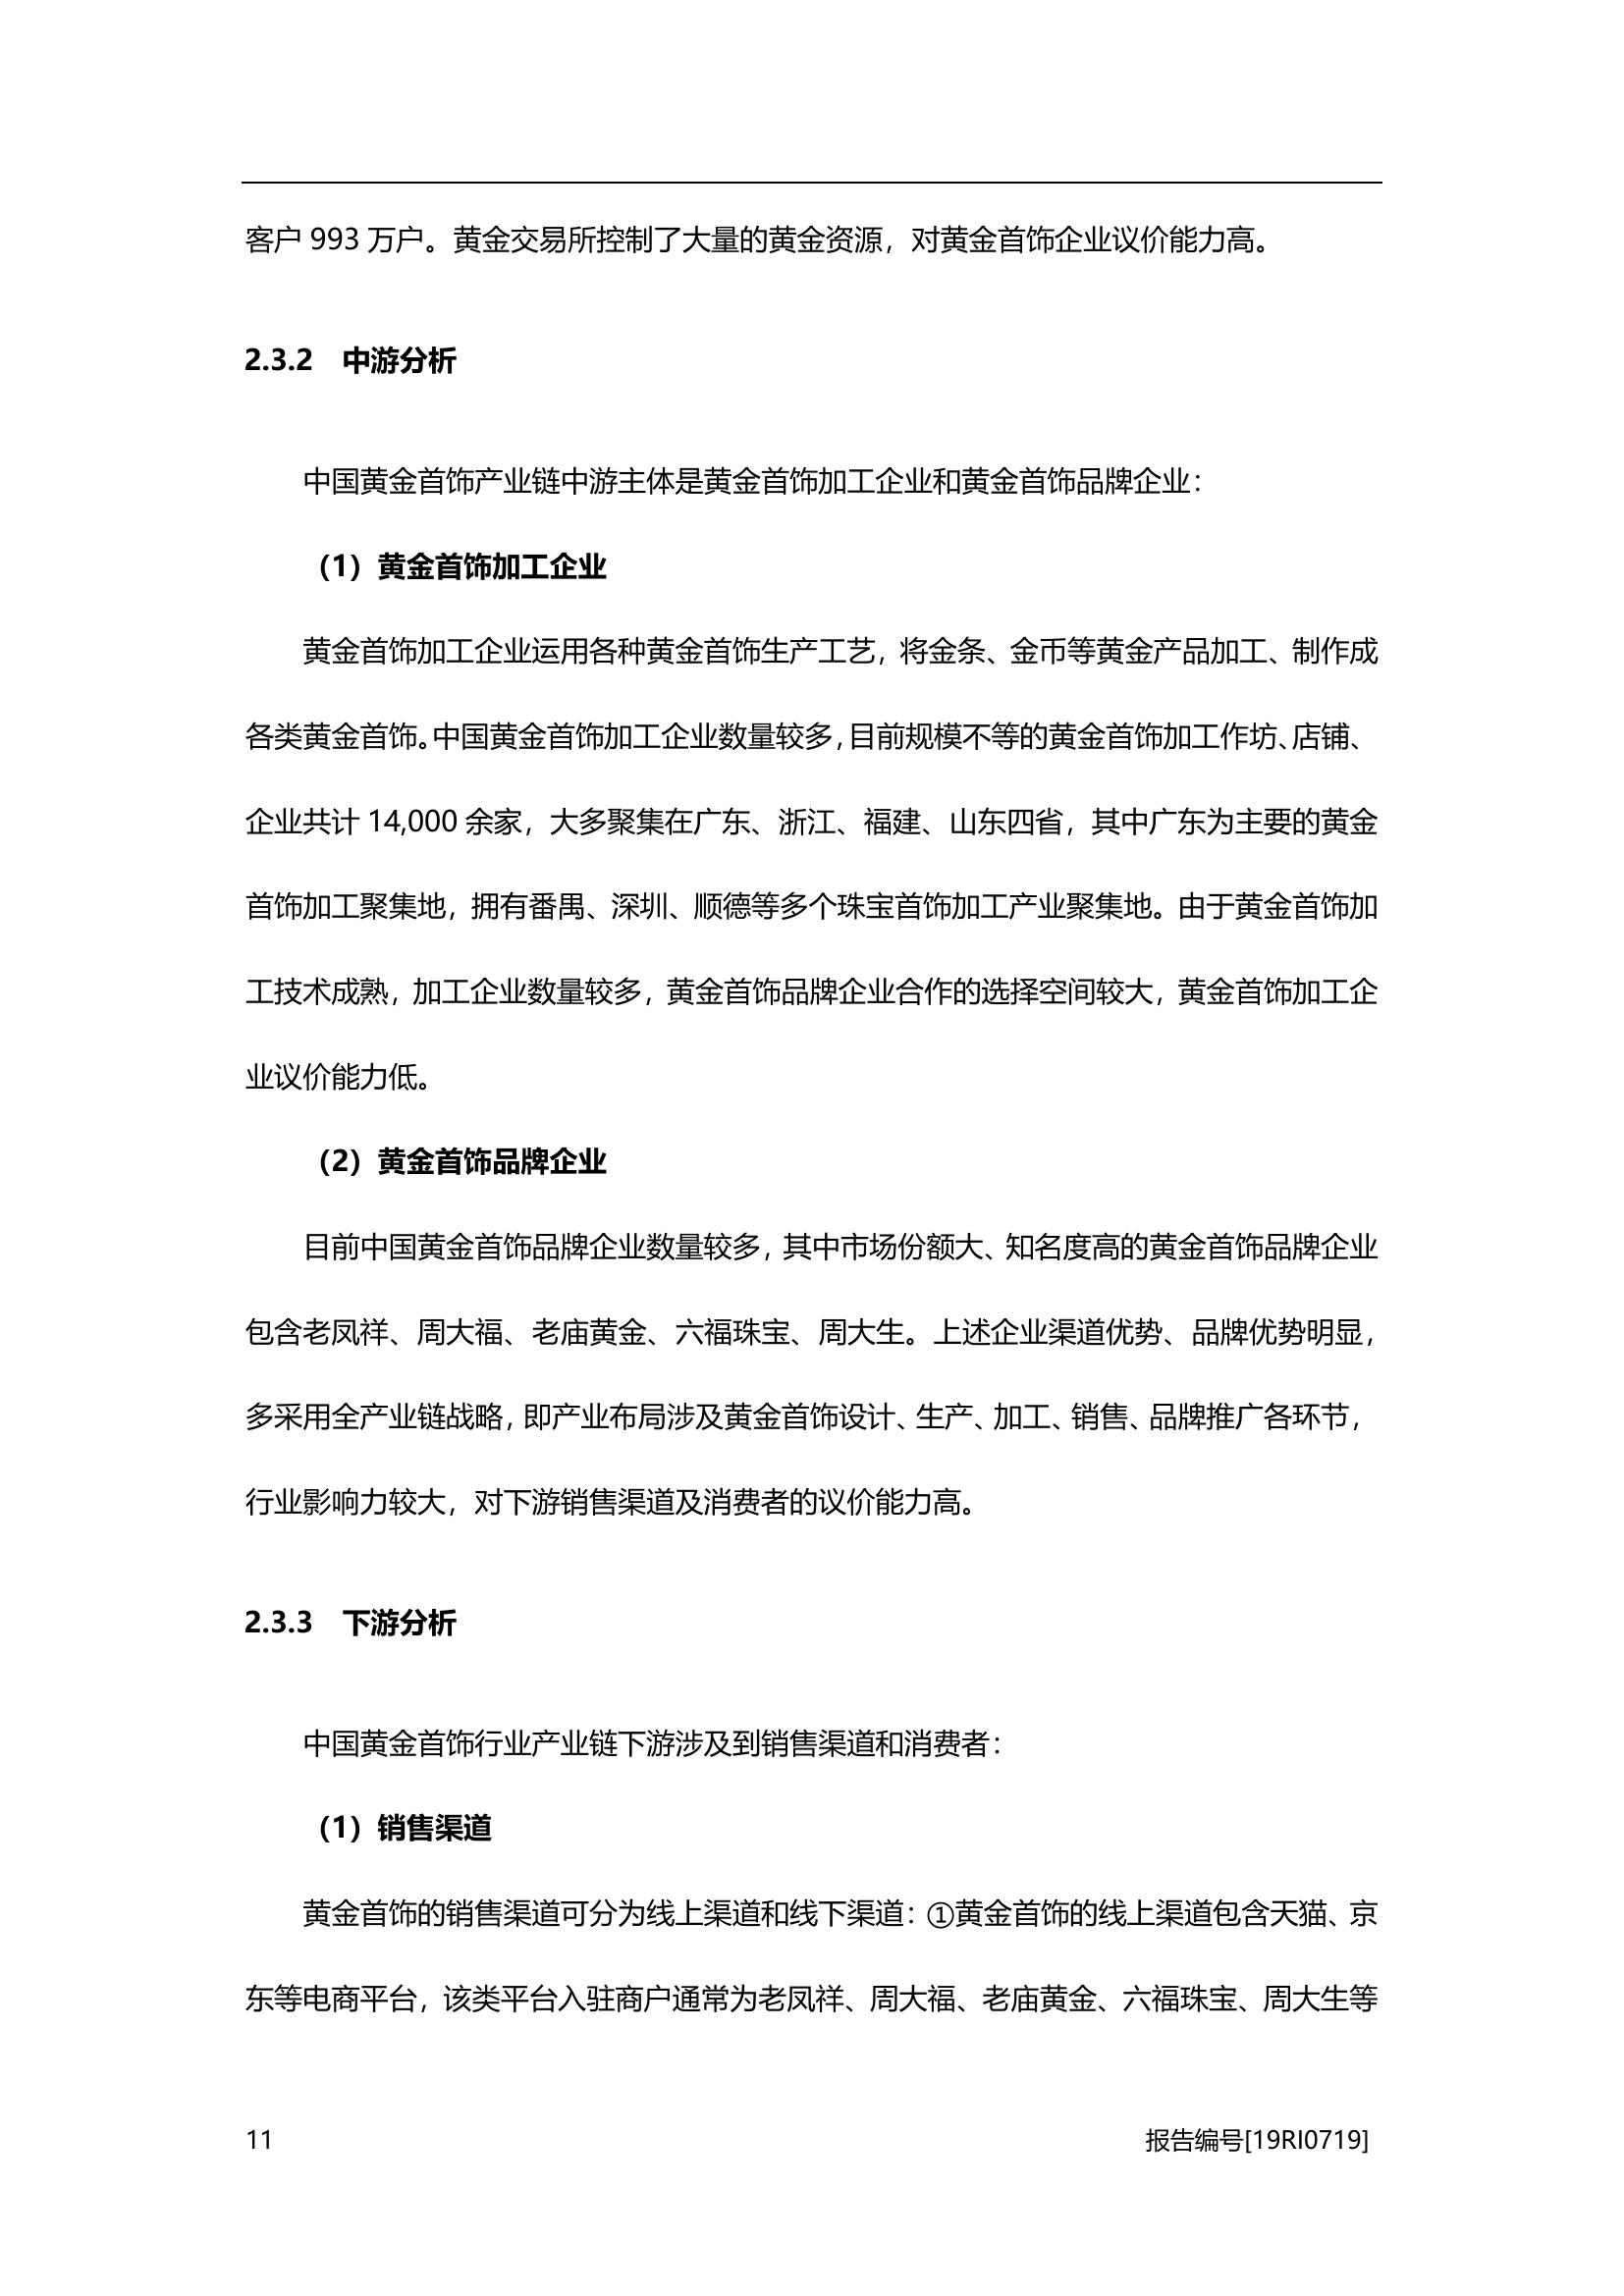 客户 993 万户。黄金交易所控制了大量的黄金资源，对黄金首饰企业议价能力高。
2.3.2 中游分析
中国黄金首饰产业链中游主体是黄金首饰加工企业和黄金首饰品牌企业：
（1）黄金首饰加工企业
黄金首饰加工企业运用各种黄金首饰生产工艺，将金条、金币等黄金产品加工、制作成
各类黄金首饰。中国黄金首饰加工企业数量较多，目前规模不等的黄金首饰加工作坊、店铺、
企业共计 14,000 余家，大多聚集在广东、浙江、福建、山东四省，其中广东为主要的黄金
首饰加工聚集地，拥有番禺、深圳、顺德等多个珠宝首饰加工产业聚集地。由于黄金首饰加
工技术成熟，加工企业数量较多，黄金首饰品牌企业合作的选择空间较大，黄金首饰加工企
业议价能力低。
（2）黄金首饰品牌企业
目前中国黄金首饰品牌企业数量较多，其中市场份额大、知名度高的黄金首饰品牌企业
包含老凤祥、周大福、老庙黄金、六福珠宝、周大生。上述企业渠道优势、品牌优势明显，
多采用全产业链战略，即产业布局涉及黄金首饰设计、生产、加工、销售、品牌推广各环节，
行业影响力较大，对下游销售渠道及消费者的议价能力高。
2.3.3 下游分析
中国黄金首饰行业产业链下游涉及到销售渠道和消费者：
（1）销售渠道
黄金首饰的销售渠道可分为线上渠道和线下渠道：①黄金首饰的线上渠道包含天猫、京
东等电商平台，该类平台入驻商户通常为老凤祥、周大福、老庙黄金、六福珠宝、周大生等
11 报告编号[19RI0719]